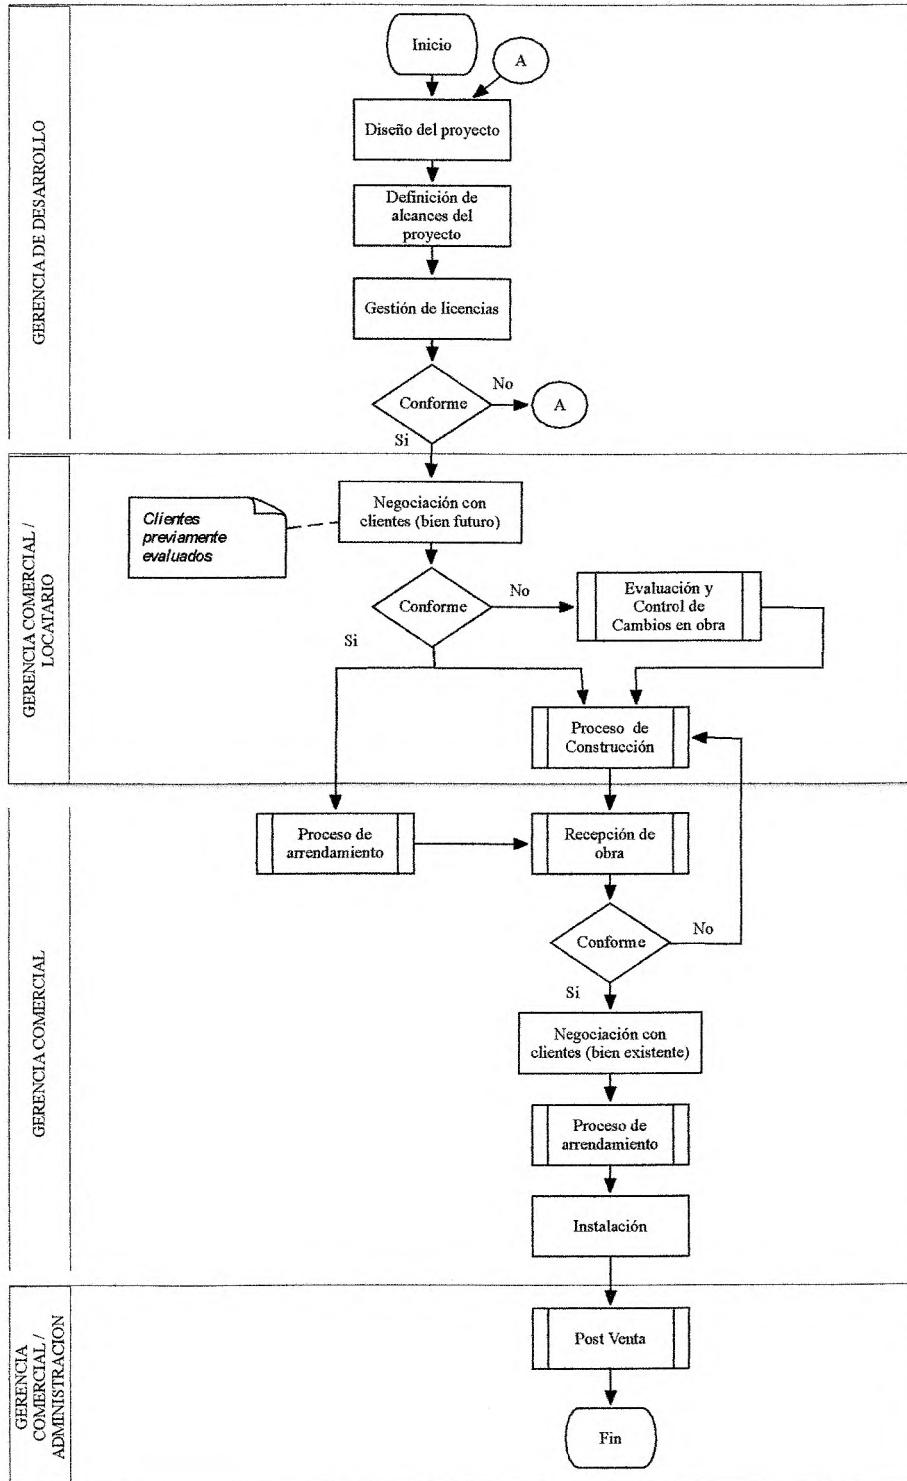 Inicio
A
Diseño del proyecto
Definición de
alcances del
proyecto
Gestión de licencias
Conforme
No
A
Si
GERENCIA DE DESARROLLO
Negociación con
clientes (bien futuro)
Clientes
previamente
evaluados
Conforme
No
Evaluación y
Control de
Cambios en obra
Si
Proceso de
Construcción
GERENCIA COMERCIAL /
LOCATARIO
Proceso de
arrendamiento
Recepción de
obra
Conforme
No
Si
Negociación con
clientes (bien existente)
Proceso de
arrendamiento
Instalación
GERENCIA COMERCIAL
Post Venta
Fin
GERENCIA
COMERCIAL /
ADMINISTRACION